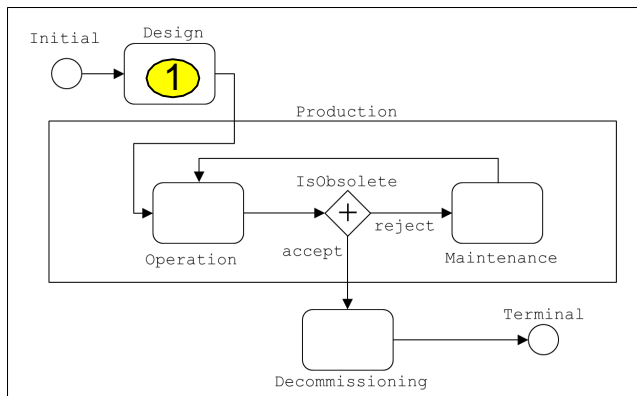 Initial
Design
1
Production
IsObsolete
reject
accept
Operation
Maintenance
Terminal
Decommissioning